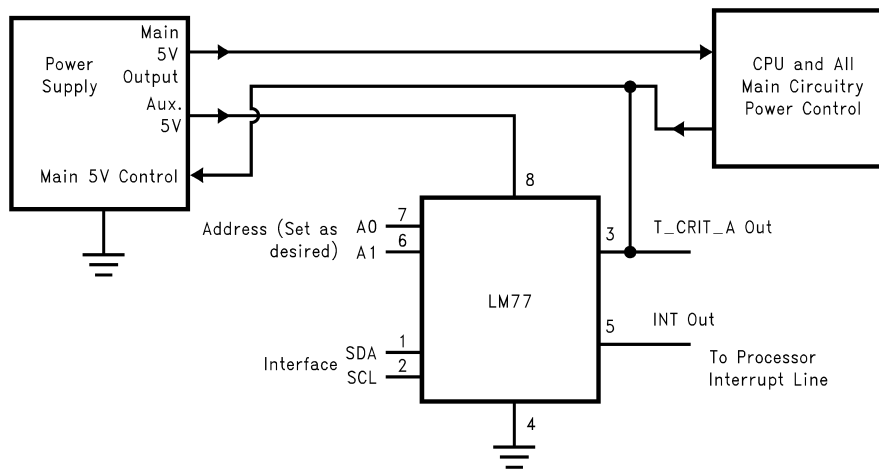 Main
5V
Output
Power
Supply
Aux.
5V
Main 5V Control
CPU and All
Main Circuitry
Power Control
8
Address (Set as
desired)
A0
7
A1
6
3
T_CRIT_A Out
LM77
5
INT Out
To Processor
Interrupt Line
Interface
SDA
1
SCL
2
4